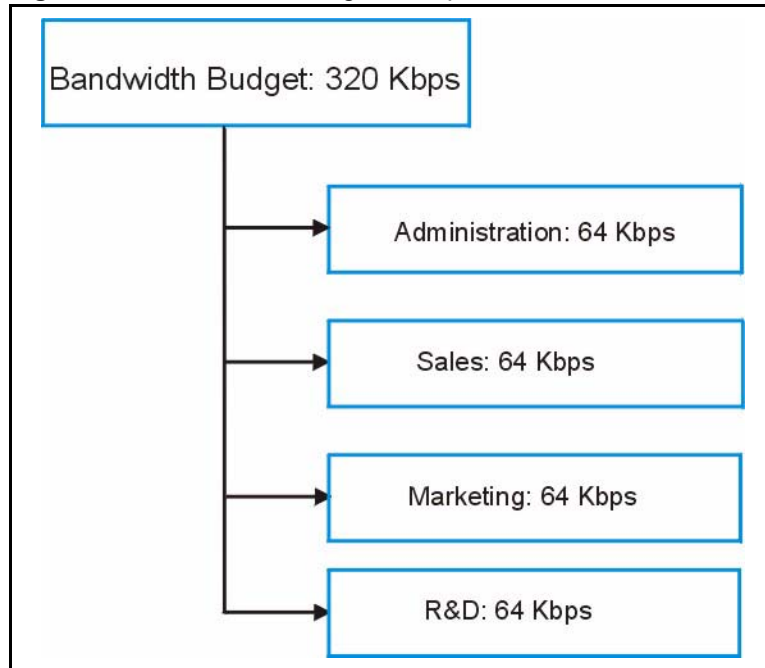 Bandwidth Budget: 320 Kbps
Administration: 64 Kbps
Sales: 64 Kbps
Marketing: 64 Kbps
R&D: 64 Kbps